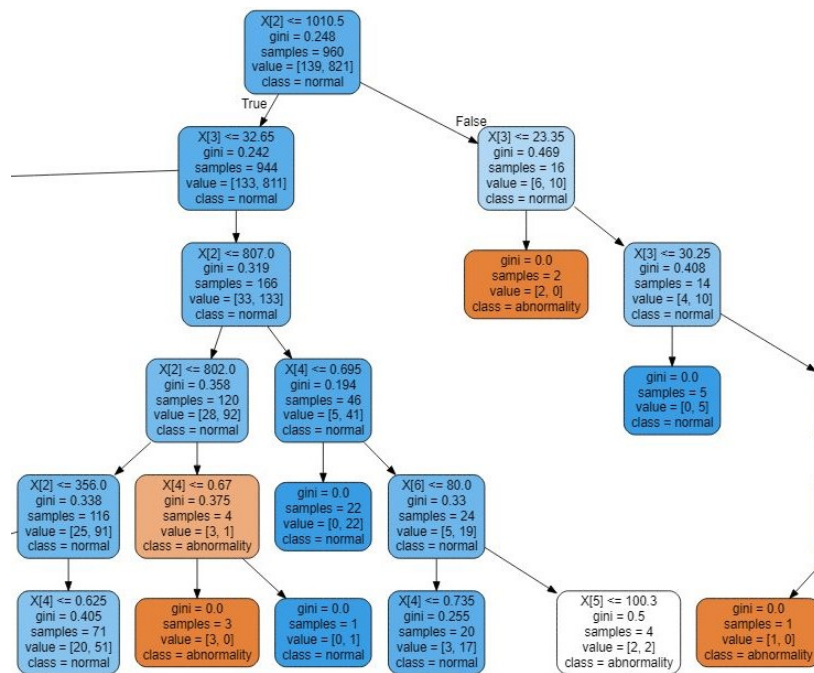 X[2] <= 1010.5
gini = 0.248
samples = 960
value = [139, 821]
class = normal
True
False
X[3] <= 32.65
gini = 0.242
samples = 944
value = [133, 811]
class = normal
X[3] <= 23.35
gini = 0.469
samples = 16
value = [6, 10]
class = normal
X[2] <= 807.0
gini = 0.319
samples = 166
value = [33, 133]
class = normal
gini = 0.0
samples = 2
value = [2, 0]
class = abnormality
X[3] <= 30.25
gini = 0.408
samples = 14
value = [4, 10]
class = normal
X[2] <= 802.0
gini = 0.358
samples = 120
value = [28, 92]
class = normal
X[4] <= 0.695
gini = 0.194
samples = 46
value = [5, 41]
class = normal
gini = 0.0
samples = 5
value = [0, 5]
class = normal
X[2] <= 356.0
gini = 0.338
samples = 116
value = [25, 91]
class = normal
X[4] <= 0.67
gini = 0.375
samples = 4
value = [3, 1]
class = abnormality
gini = 0.0
samples = 22
value = [0, 22]
class = normal
X[6] <= 80.0
gini = 0.33
samples = 24
value = [5, 19]
class = normal
X[4] <= 0.625
gini = 0.405
samples = 71
value = [20, 51]
class = normal
gini = 0.0
samples = 3
value = [3, 0]
class = abnormality
gini = 0.0
samples = 1
value = [0, 1]
class = normal
X[4] <= 0.735
gini = 0.255
samples = 20
value = [3, 17]
class = normal
X[5] <= 100.3
gini = 0.5
samples = 4
value = [2, 2]
class = abnormality
gini = 0.0
samples = 1
value = [1, 0]
class = abnormality